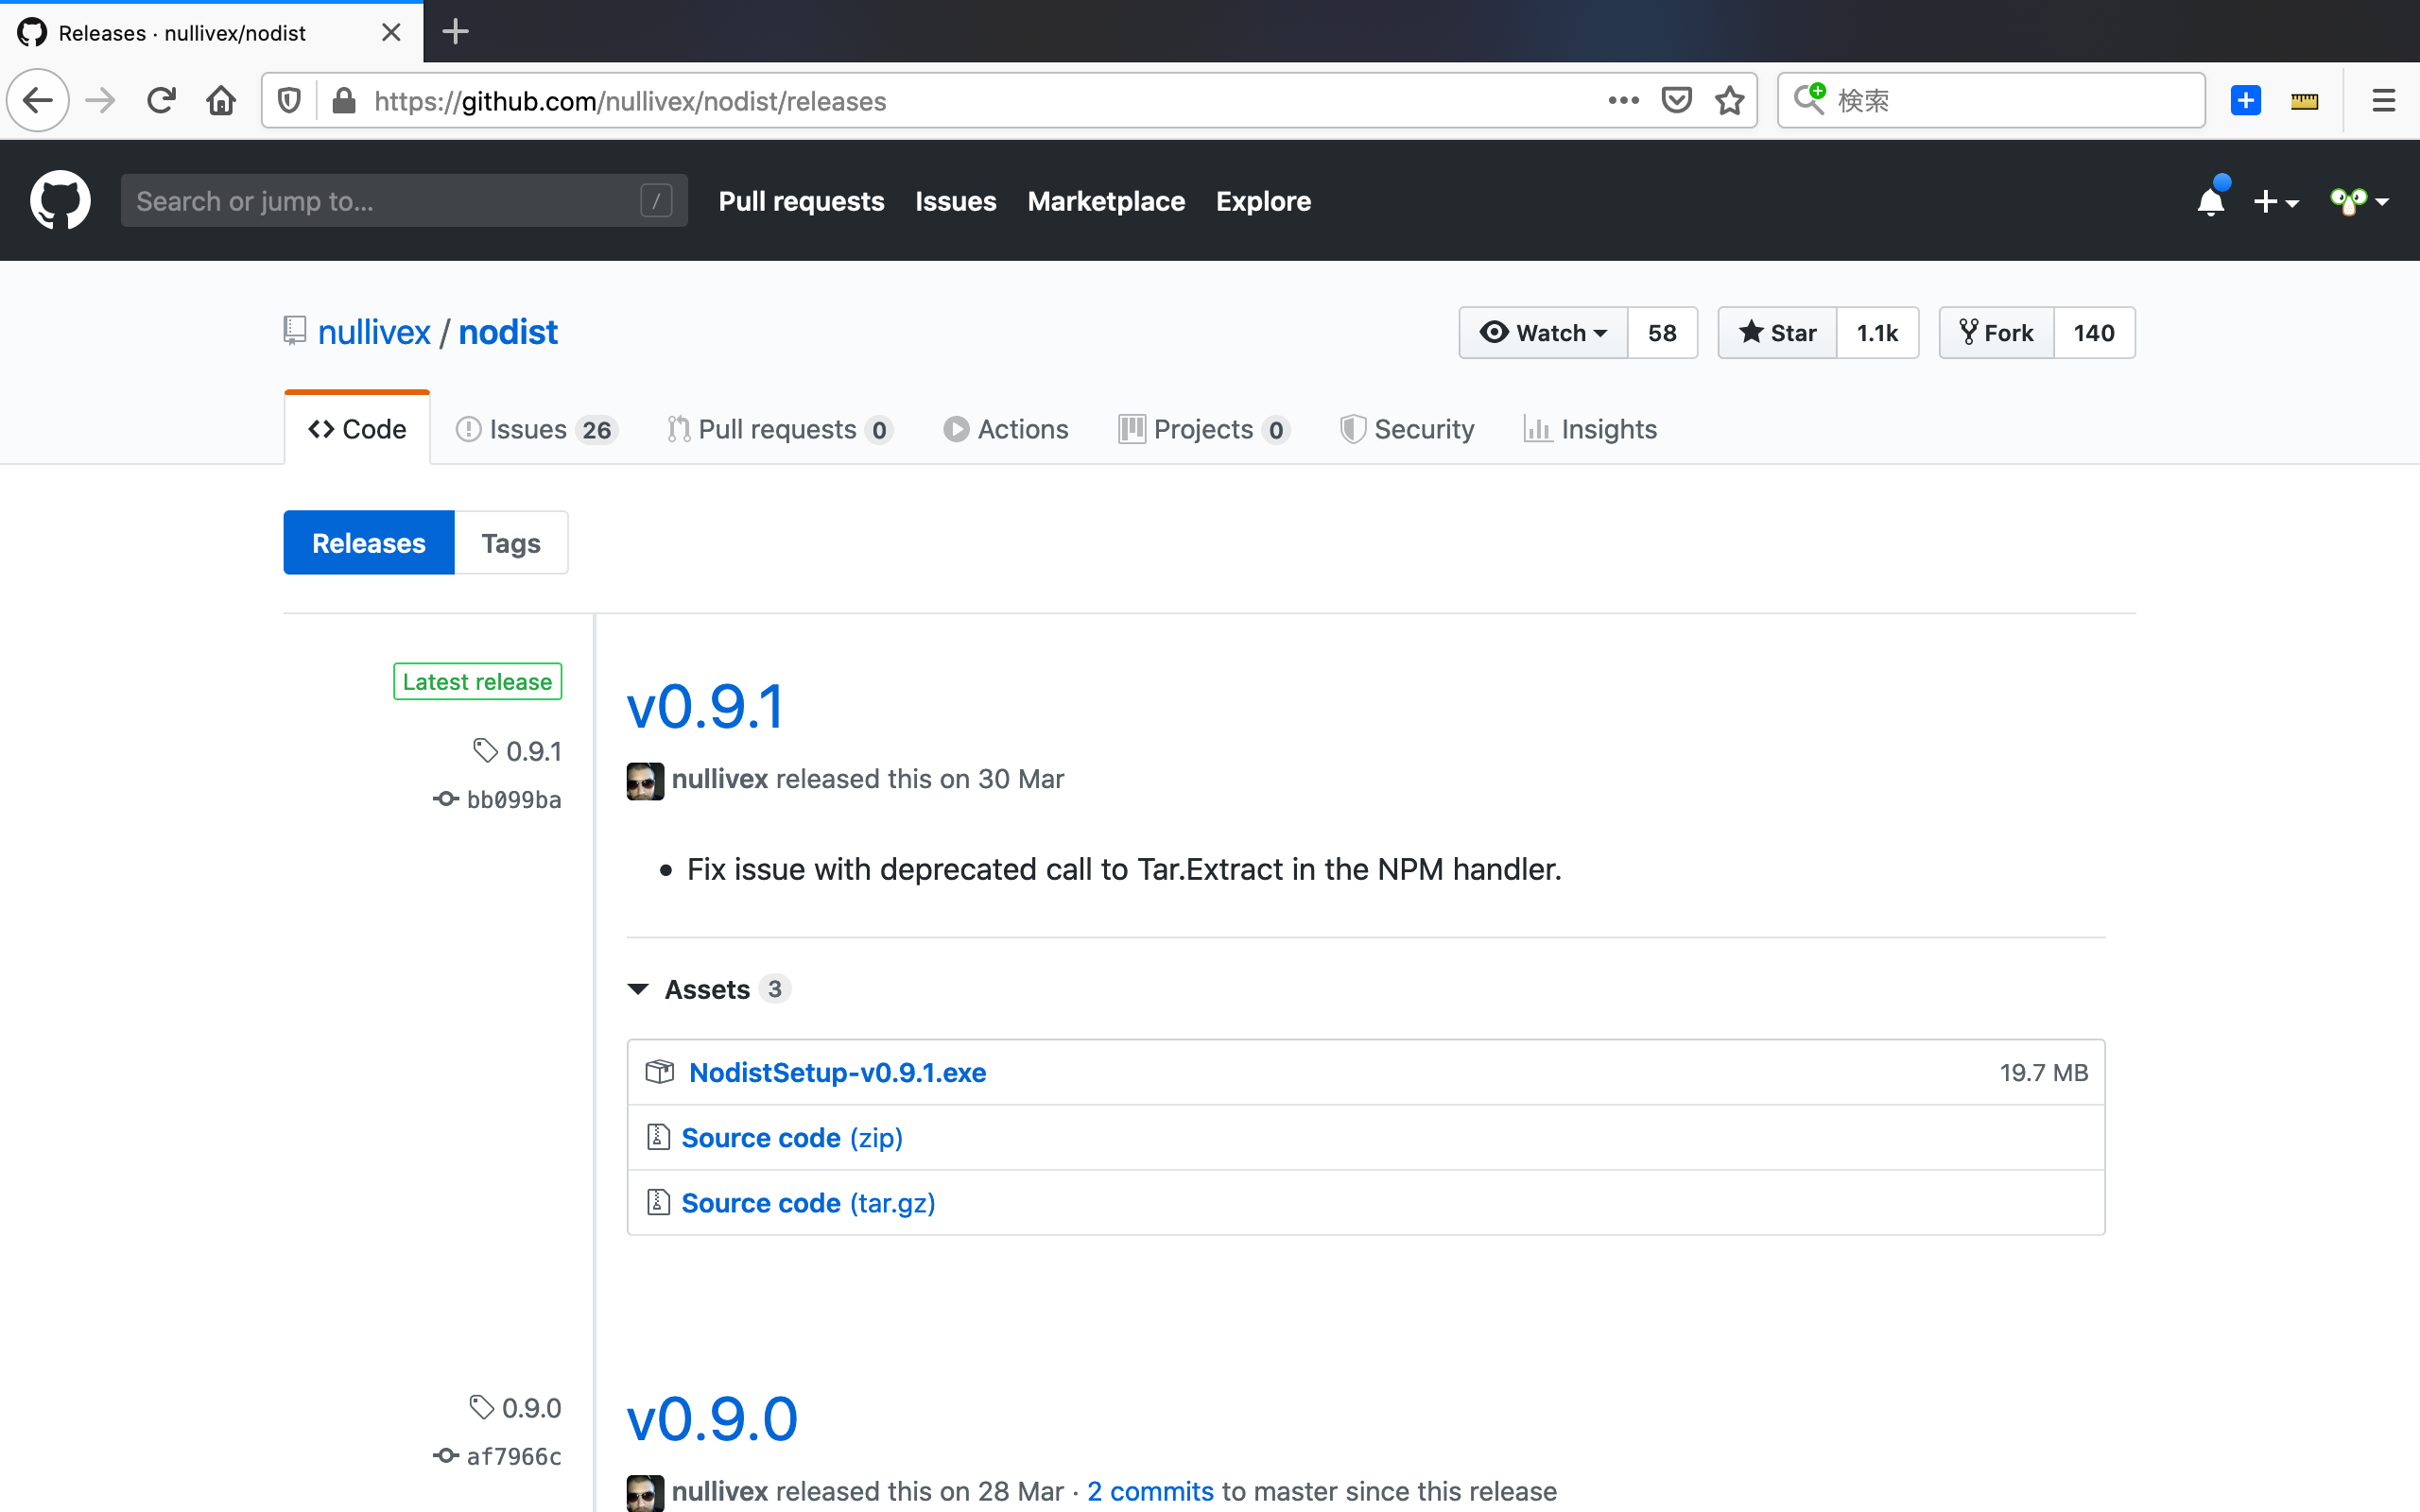 Releases · nullivex/nodist
https://github.com/nullivex/nodist/releases
検索
Search or jump to...
/
Pull requests Issues Marketplace Explore
nullivex / nodist
Watch 58 Star 1.1k Fork 140
Code Issues 26 Pull requests 0 Actions Projects 0 Security Insights
Releases Tags
Latest release
0.9.1
bb099ba
v0.9.1
nullivex released this on 30 Mar
• Fix issue with deprecated call to Tar.Extract in the NPM handler.
Assets 3
NodistSetup-v0.9.1.exe 19.7 MB
Source code (zip)
Source code (tar.gz)
0.9.0
af7966c
v0.9.0
nullivex released this on 28 Mar · 2 commits to master since this release